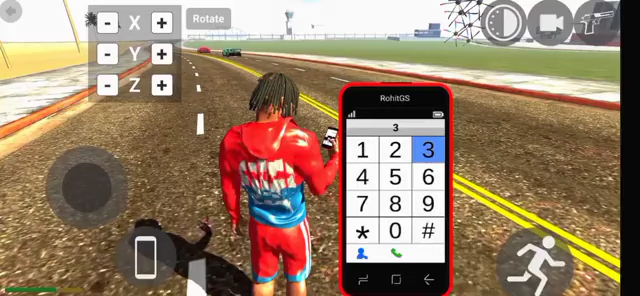 - X +
Rotate
- Y +
- Z +
RohitGS
3
1 2 3
4 5 6
7 8 9
* 0 #